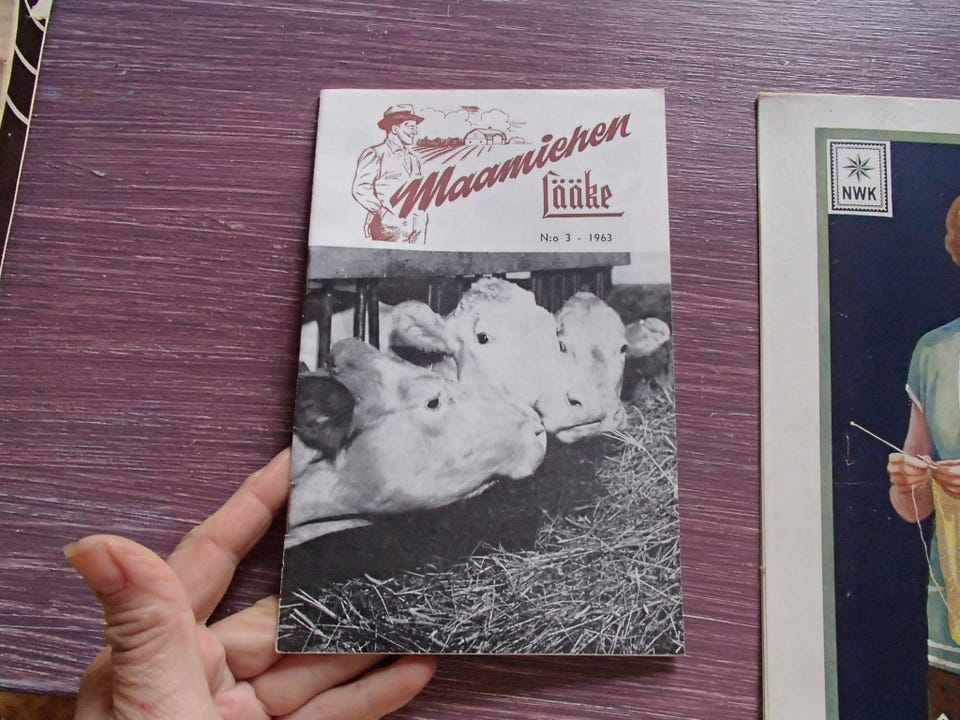 Maamiehen
Lääke
N:o 3 - 1963
NWK